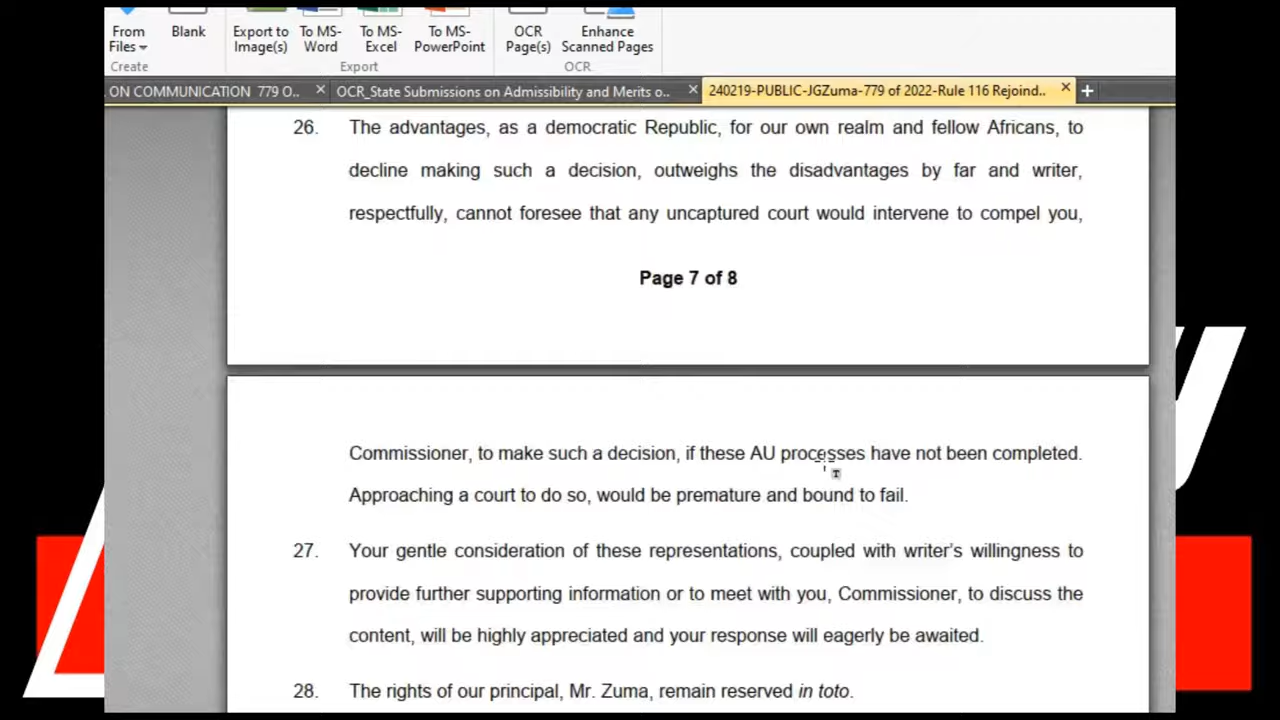 From Files
Blank
Export to Image(s)
To MS-Word
To MS-Excel
To MS-PowerPoint
OCR Page(s)
Enhance Scanned Pages
Create
Export
OCR
ON COMMUNICATION 779 O..
OCR_State Submissions on Admissibility and Merits o..
240219-PUBLIC-JGZuma-779 of 2022-Rule 116 Rejoind..
26. The advantages, as a democratic Republic, for our own realm and fellow Africans, to
decline making such a decision, outweighs the disadvantages by far and writer,
respectfully, cannot foresee that any uncaptured court would intervene to compel you,
Page 7 of 8
Commissioner, to make such a decision, if these AU processes have not been completed.
Approaching a court to do so, would be premature and bound to fail.
27. Your gentle consideration of these representations, coupled with writer's willingness to
provide further supporting information or to meet with you, Commissioner, to discuss the
content, will be highly appreciated and your response will eagerly be awaited.
28. The rights of our principal, Mr. Zuma, remain reserved in toto.